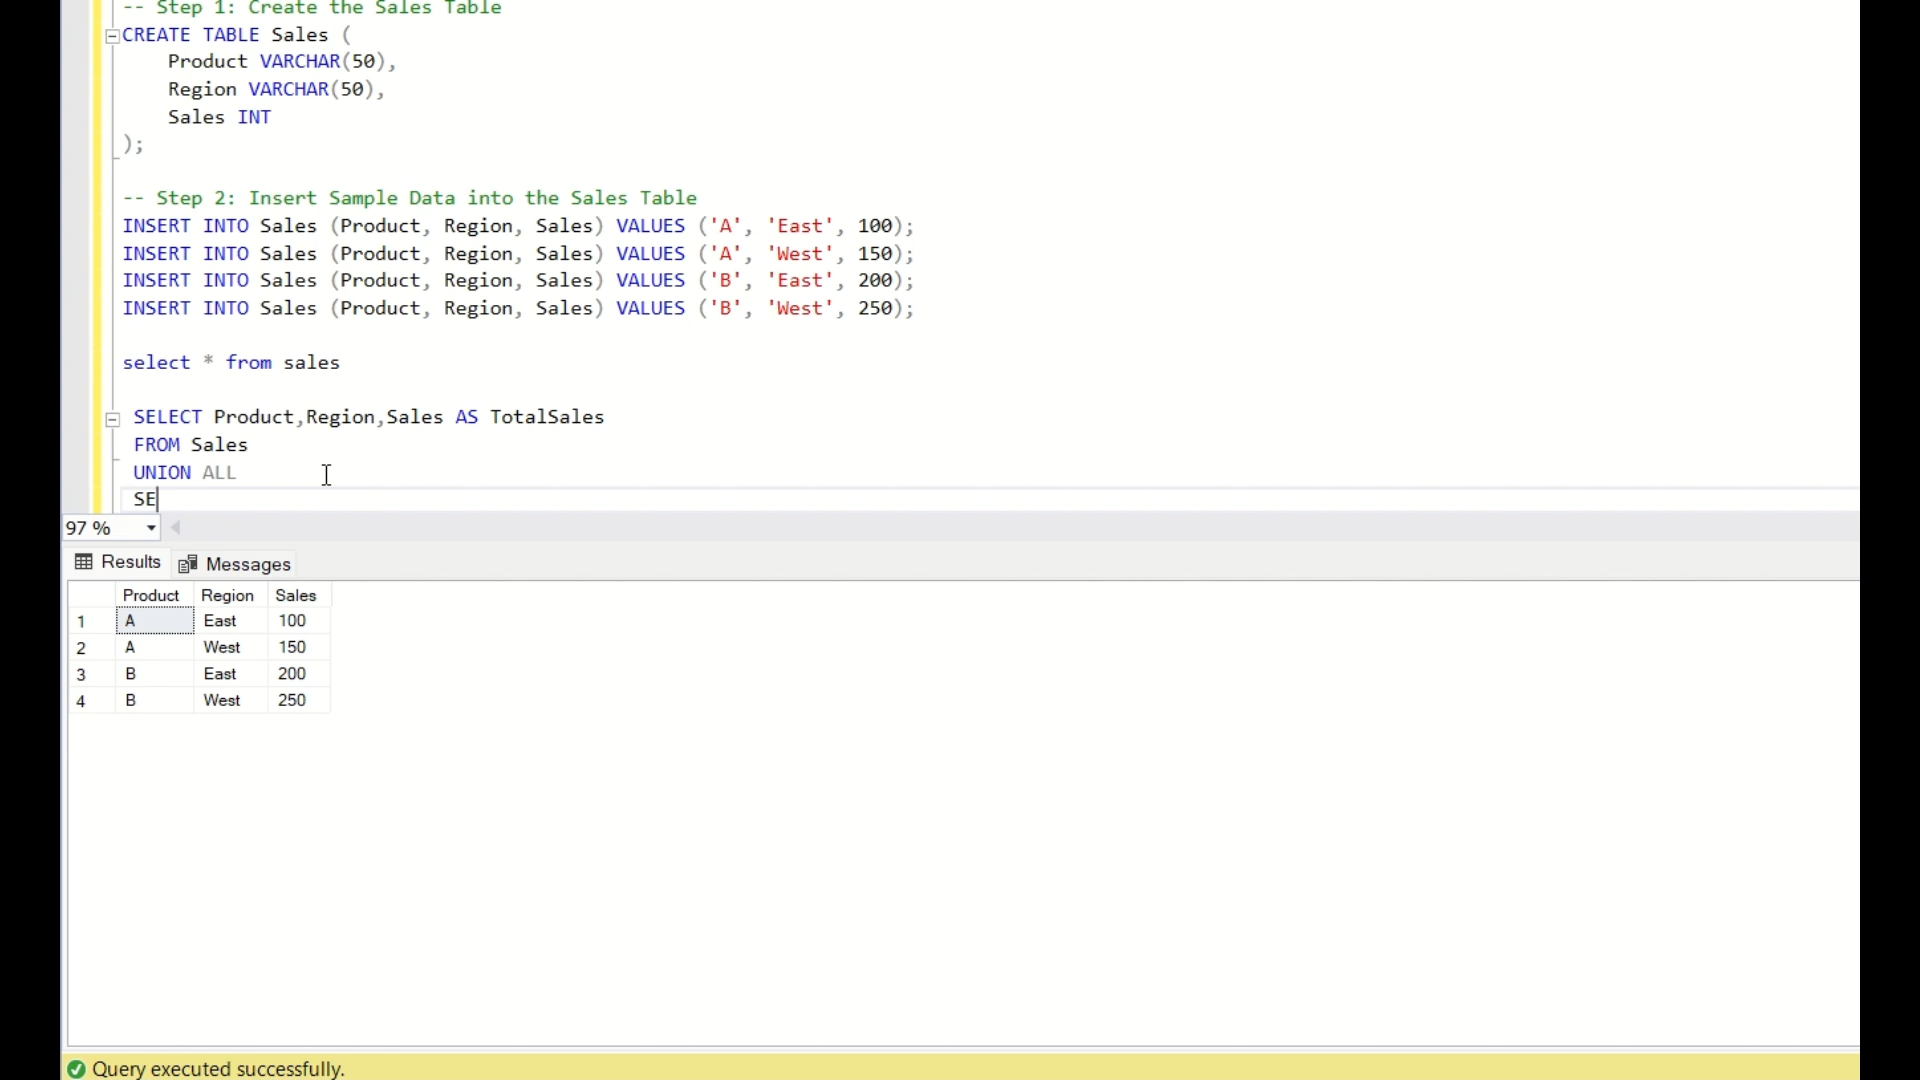 -- Step 1: Create the Sales Table
CREATE TABLE Sales (
    Product VARCHAR(50),
    Region VARCHAR(50),
    Sales INT
);
-- Step 2: Insert Sample Data into the Sales Table
INSERT INTO Sales (Product, Region, Sales) VALUES ('A', 'East', 100);
INSERT INTO Sales (Product, Region, Sales) VALUES ('A', 'West', 150);
INSERT INTO Sales (Product, Region, Sales) VALUES ('B', 'East', 200);
INSERT INTO Sales (Product, Region, Sales) VALUES ('B', 'West', 250);
select * from sales
SELECT Product,Region,Sales AS TotalSales
FROM Sales
UNION ALL
SE
97 %
Results Messages
Product Region Sales
1 A East 100
2 A West 150
3 B East 200
4 B West 250
Query executed successfully.